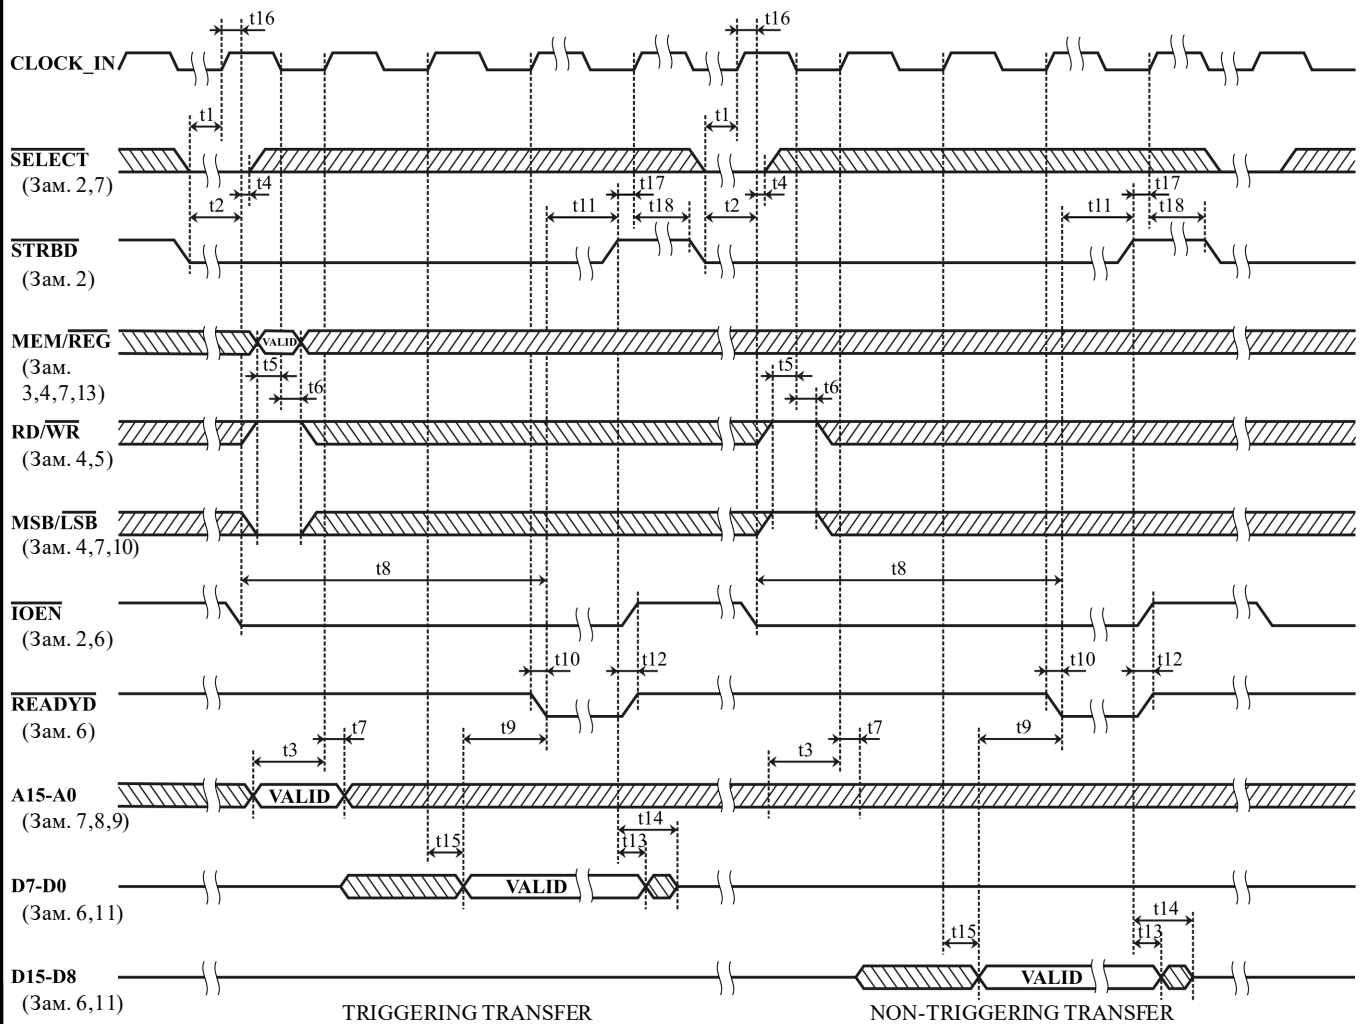 t16 t16
CLOCK_IN
t1 t1
SELECT
(Зам. 2,7)
t4 t17 t4 t17
t2 t11 t18 t2 t11 t18
STRBD
(Зам. 2)
MEM/REG VALID
(Зам.
3,4,7,13)
t5 t5
t6 t6
RD/WR
(Зам. 4,5)
MSB/LSB
(Зам. 4,7,10)
t8 t8
IOEN
(Зам. 2,6)
t10 t12 t10 t12
READYD
(Зам. 6)
t7 t9 t7 t9
t3 t3
A15-A0 VALID
(Зам. 7,8,9)
t14
t15 t13
D7-D0 VALID
(Зам. 6,11)
t14
t15 t13
D15-D8 VALID
(Зам. 6,11)
TRIGGERING TRANSFER NON-TRIGGERING TRANSFER